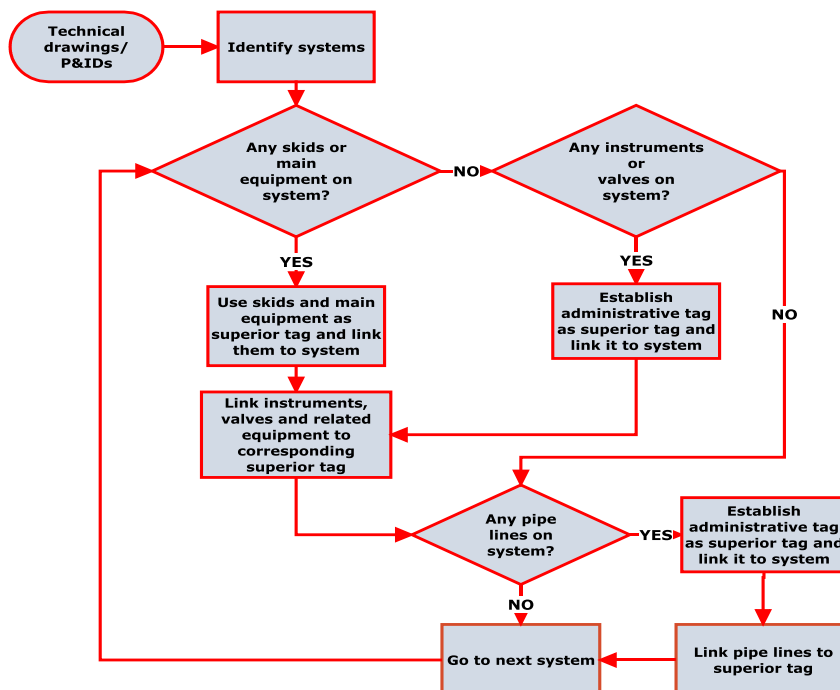 Technical
drawings/
P&IDs
Identify systems
Any skids or
main
equipment on
system?
NO
Any instruments
or
valves on
system?
YES
YES
Use skids and main
equipment as
superior tag and link
them to system
Establish
administrative tag
as superior tag and
link it to system
NO
Link instruments,
valves and related
equipment to
corresponding
superior tag
Any pipe
lines on
system?
YES
Establish
administrative tag
as superior tag and
link it to system
NO
Go to next system
Link pipe lines to
superior tag